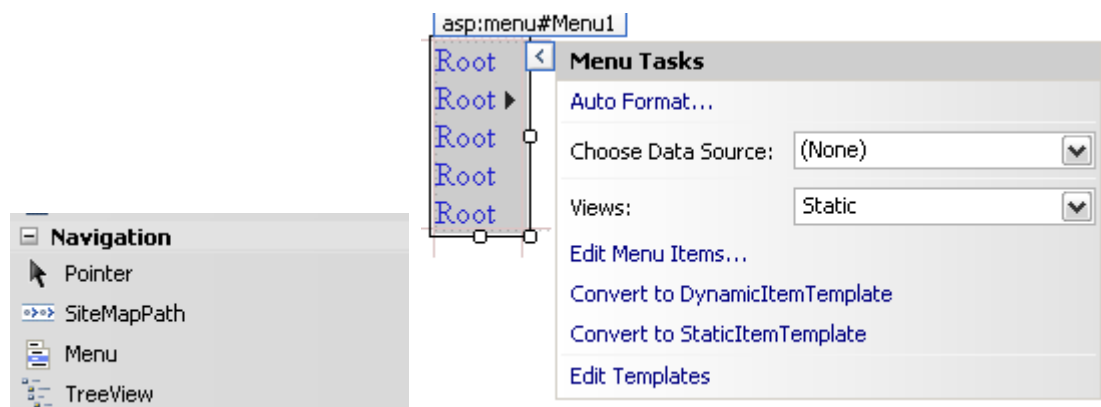 asp:menu#Menu1
Root
Root
Root
Root
Root
Menu Tasks
Auto Format...
Choose Data Source: (None)
Views: Static
Edit Menu Items...
Convert to DynamicItemTemplate
Convert to StaticItemTemplate
Edit Templates
Navigation
Pointer
SiteMapPath
Menu
TreeView